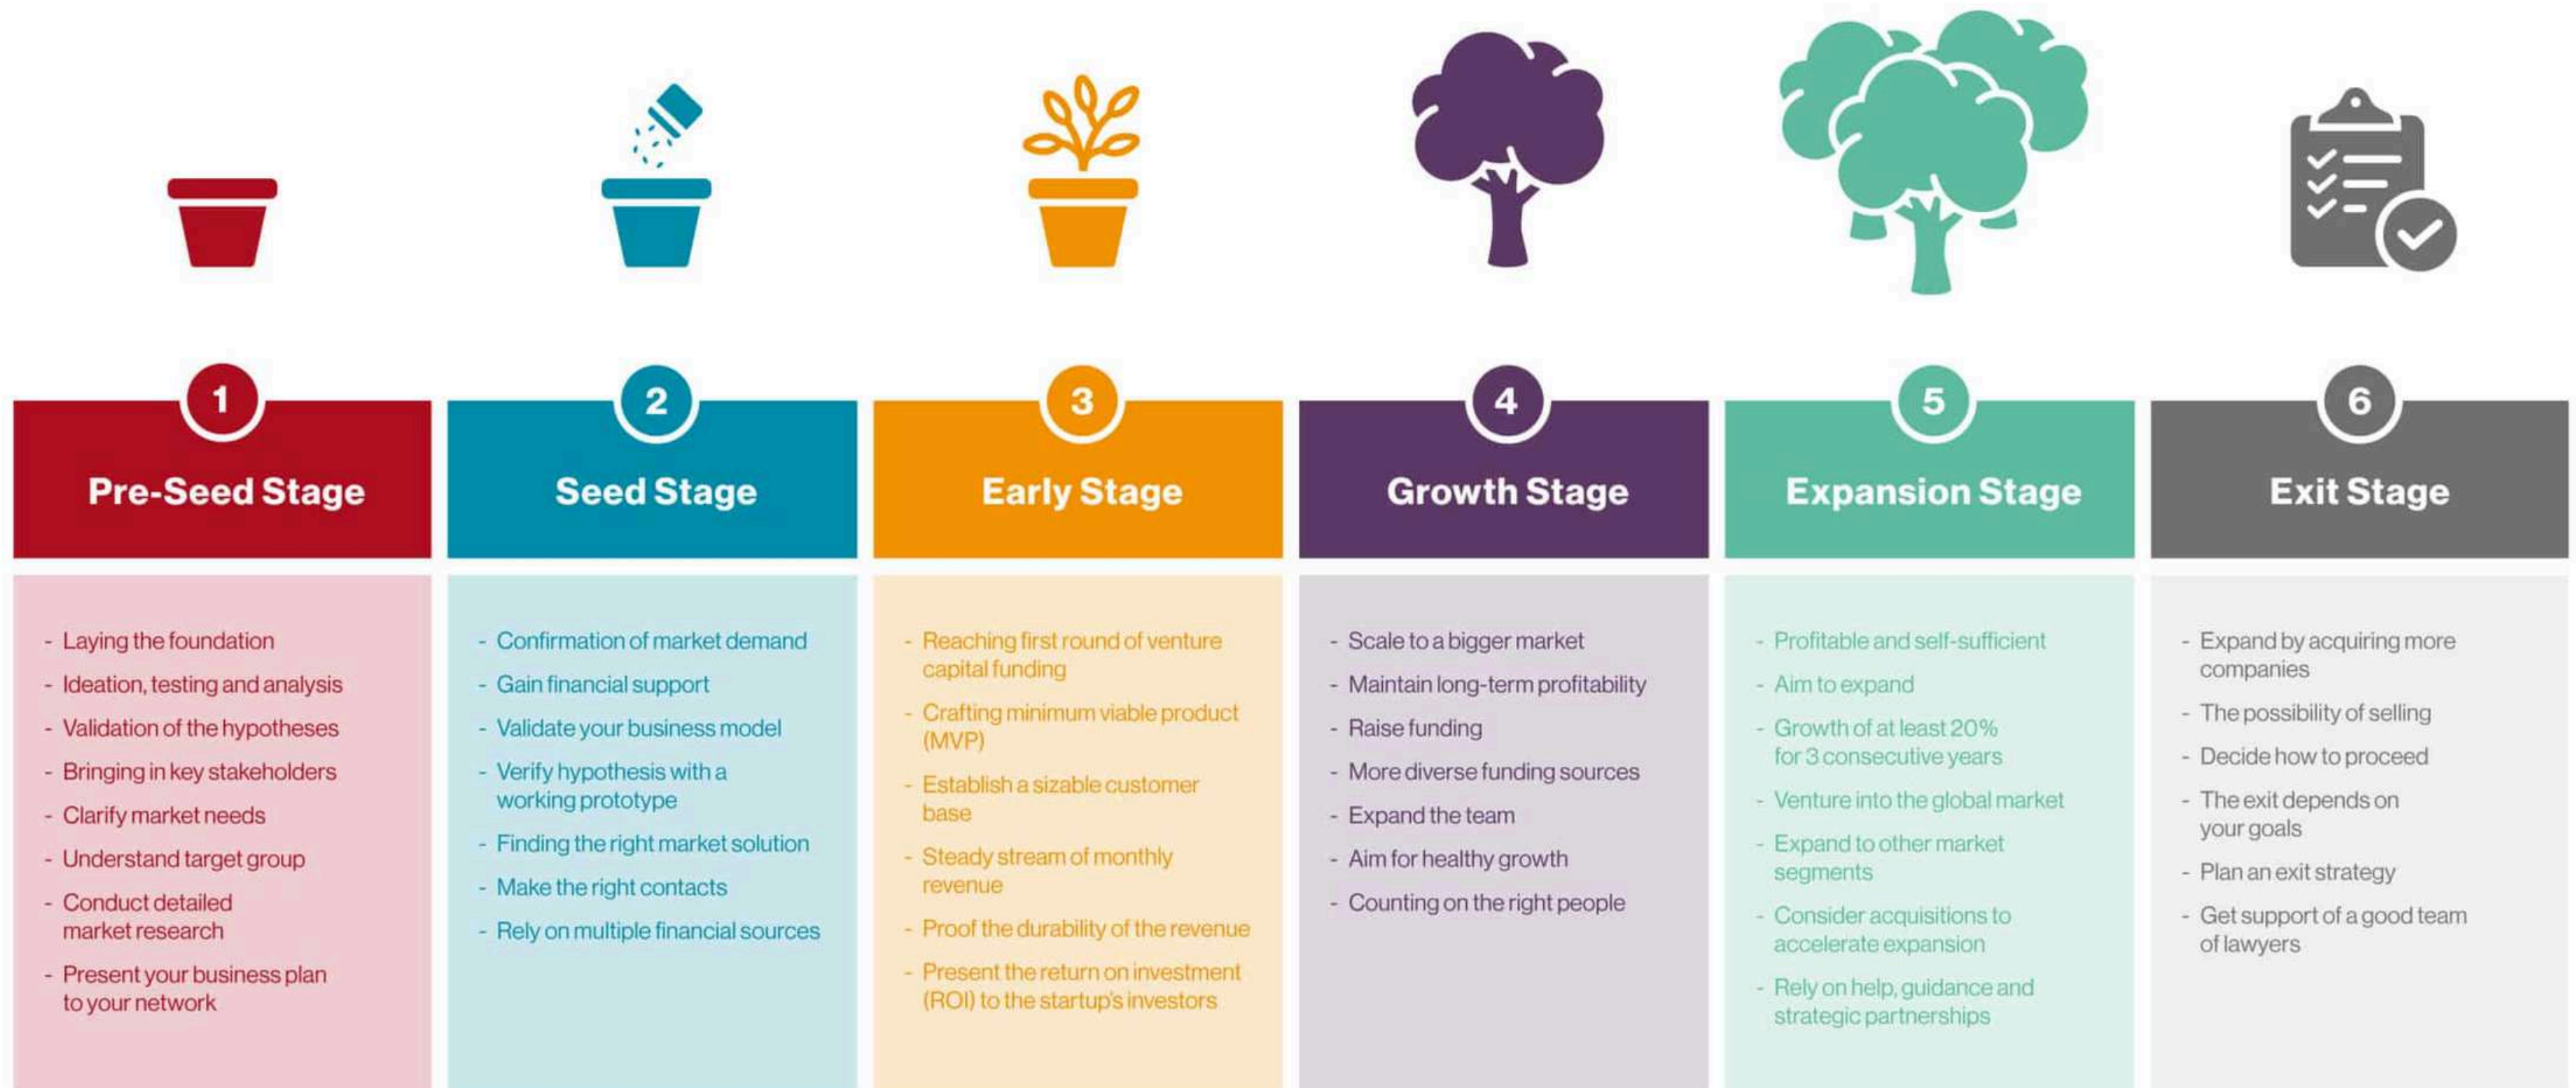 1
Pre-Seed Stage
- Laying the foundation
- Ideation, testing and analysis
- Validation of the hypotheses
- Bringing in key stakeholders
- Clarify market needs
- Understand target group
- Conduct detailed
market research
- Present your business plan
to your network
2
Seed Stage
- Confirmation of market demand
- Gain financial support
- Validate your business model
- Verify hypothesis with a
working prototype
- Finding the right market solution
- Make the right contacts
- Rely on multiple financial sources
3
Early Stage
- Reaching first round of venture
capital funding
- Crafting minimum viable product
(MVP)
- Establish a sizable customer
base
- Steady stream of monthly
revenue
- Proof the durability of the revenue
- Present the return on investment
(ROI) to the startup's investors
4
Growth Stage
- Scale to a bigger market
- Maintain long-term profitability
- Raise funding
- More diverse funding sources
- Expand the team
- Aim for healthy growth
- Counting on the right people
5
Expansion Stage
- Profitable and self-sufficient
- Aim to expand
- Growth of at least 20%
for 3 consecutive years
- Venture into the global market
- Expand to other market
segments
- Consider acquisitions to
accelerate expansion
- Rely on help, guidance and
strategic partnerships
6
Exit Stage
- Expand by acquiring more
companies
- The possibility of selling
- Decide how to proceed
- The exit depends on
your goals
- Plan an exit strategy
- Get support of a good team
of lawyers